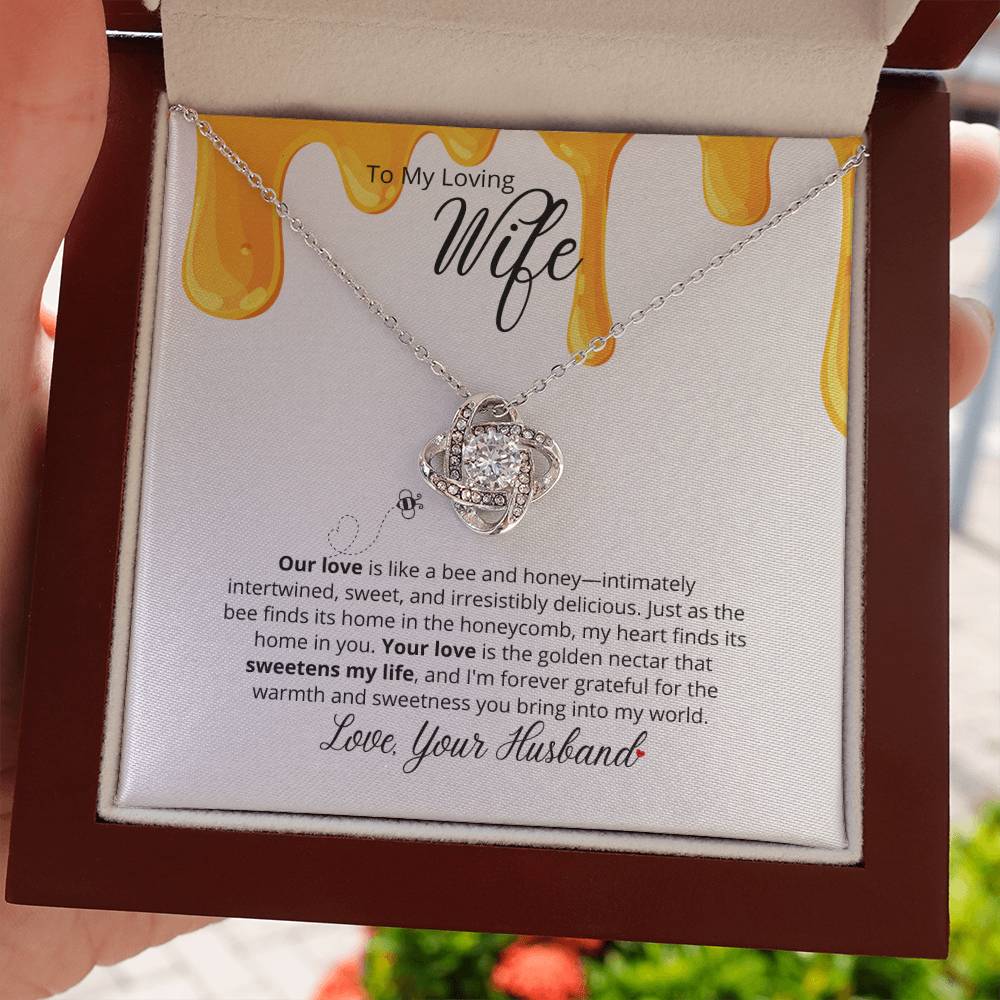 To My Loving
Wife
Our love is like a bee and honey—intimately
intertwined, sweet, and irresistibly delicious. Just as the
bee finds its home in the honeycomb, my heart finds its
home in you. Your love is the golden nectar that
sweetens my life, and I'm forever grateful for the
warmth and sweetness you bring into my world.
Love, Your Husband